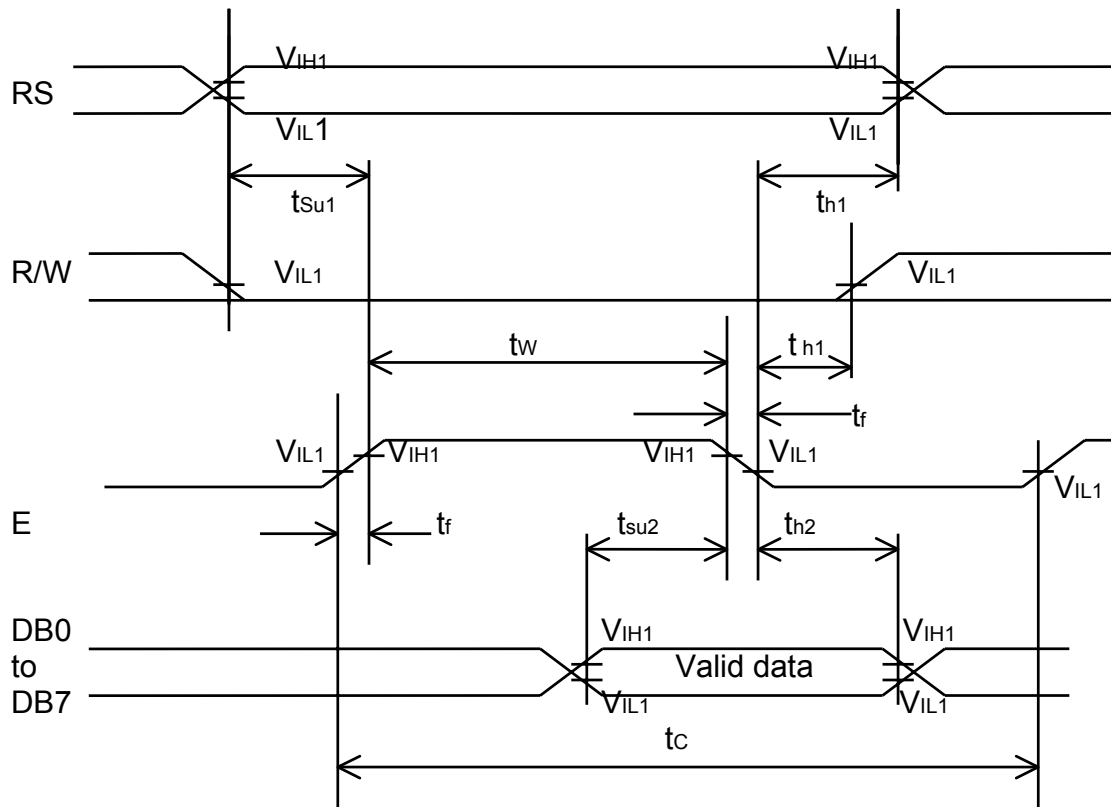 VIH1 VIH1
RS
VIL1 VIL1
tSu1 th1
R/W VIL1 VIL1
tW th1
tf
VIL1 VIH1 VIH1 VIL1 VIL1
E tf tsu2 th2
DB0 VIH1 VIH1
to Valid data
DB7 VIL1 VIL1
tC